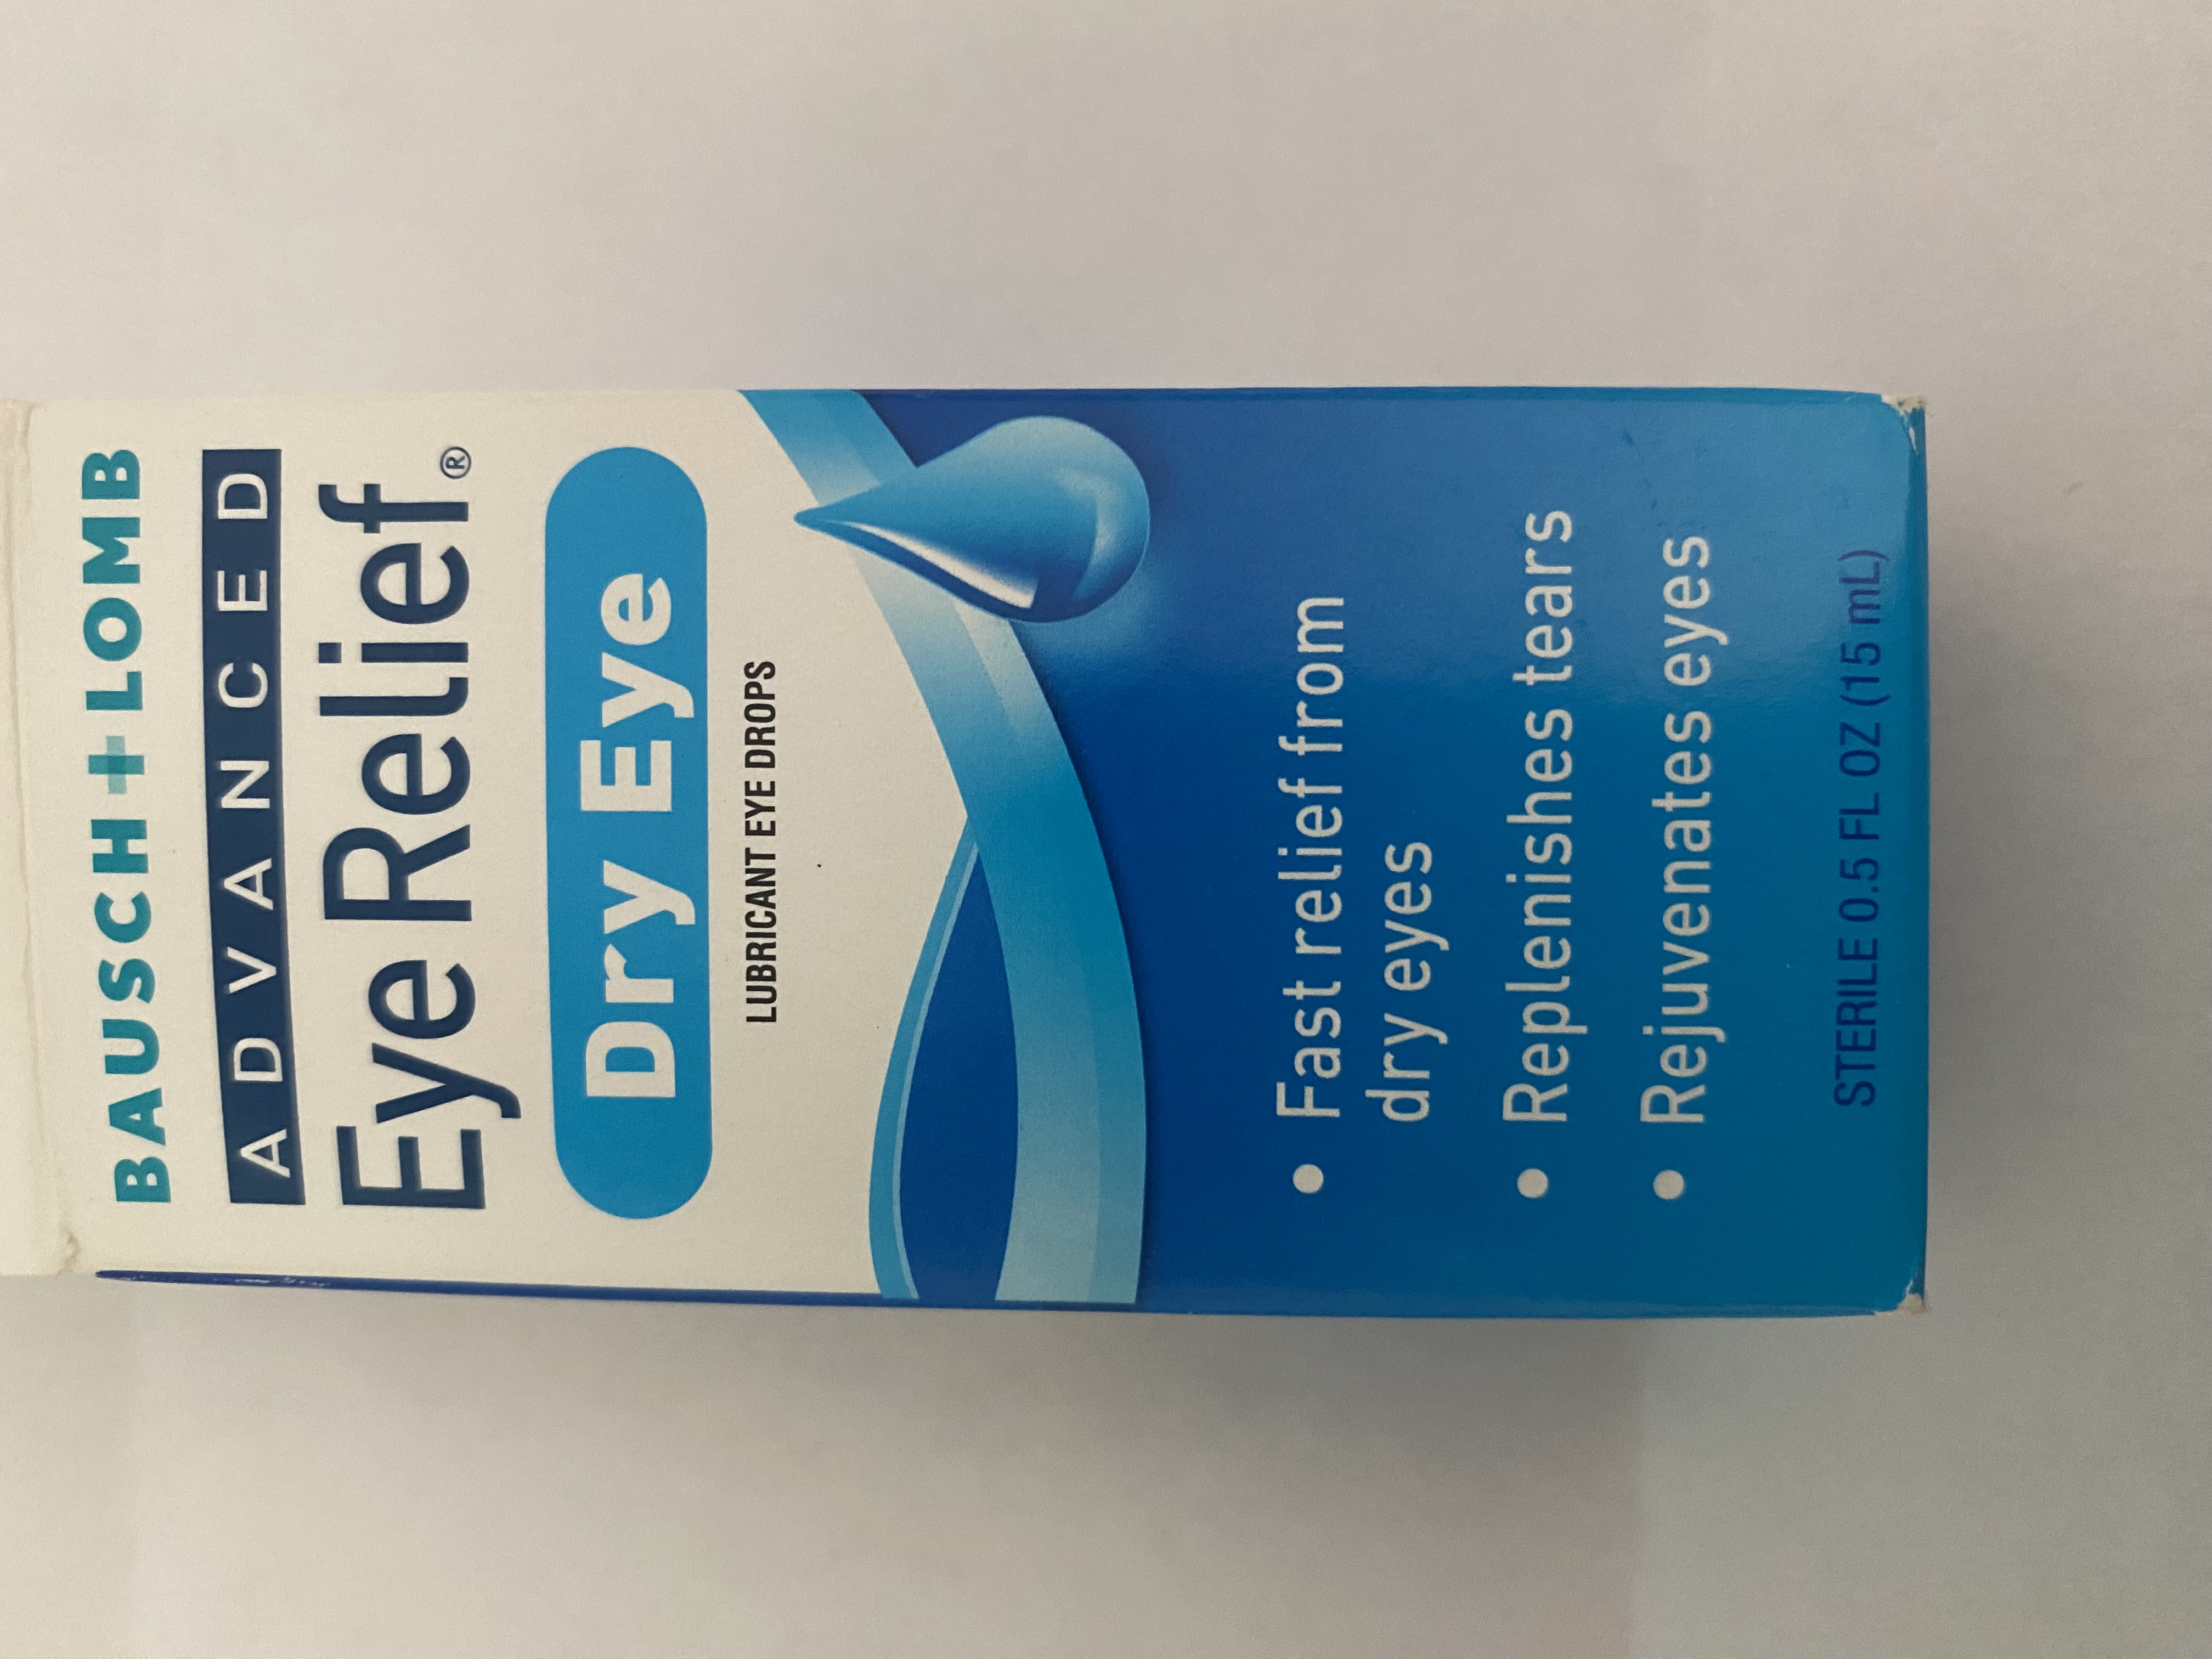 BAUSCH + LOMB
ADVANCED
Eye Relief®
Dry Eye
LUBRICANT EYE DROPS
• Fast relief from
dry eyes
• Replenishes tears
• Rejuvenates eyes
STERILE 0.5 FL OZ (15 mL)